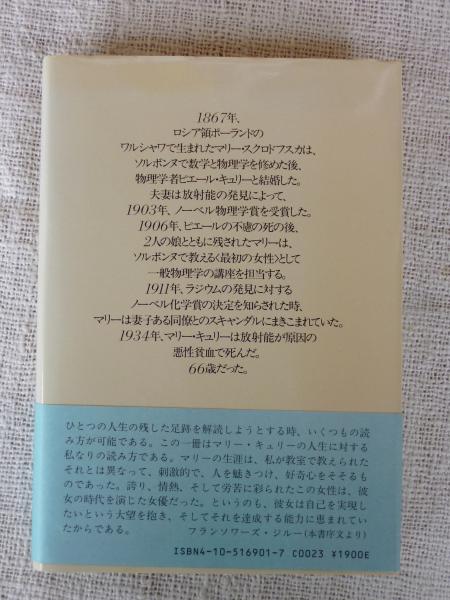 1867年、
ロシア領ポーランドの
ワルシャワで生まれたマリー・スクロドフスカは、
ソルボンヌで数学と物理学を修めた後、
物理学者ピエール・キュリーと結婚した。
夫妻は放射能の発見によって、
1903年、ノーベル物理学賞を受賞した。
1906年、ピエールの不慮の死の後、
2人の娘とともに残されたマリーは、
ソルボンヌで教える〈最初の女性〉として
一般物理学の講座を担当する。
1911年、ラジウムの発見に対する
ノーベル化学賞の決定を知らされた時、
マリーは妻子ある同僚とのスキャンダルにまきこまれていた。
1934年、マリー・キュリーは放射能が原因の
悪性貧血で死んだ。
66歳だった。
ひとつの人生の残した足跡を解読しようとする時、いくつもの読
み方が可能である。この一冊はマリー・キュリーの人生に対する
私なりの読み方である。マリーの生涯は、私が教室で教えられた
それとは異なって、刺激的で、人を魅きつけ、好奇心をそそるも
のであった。誇り、情熱、そして労苦に彩られたこの女性は、彼
女の時代を演じた女優だった。というのも、彼女は自己を実現し
たいという大望を抱き、そしてそれを達成する能力に恵まれてい
たからである。 フランソワーズ・ジルー(本書序文より)
ISBN4-10-516901-7 C0023 ¥1900E